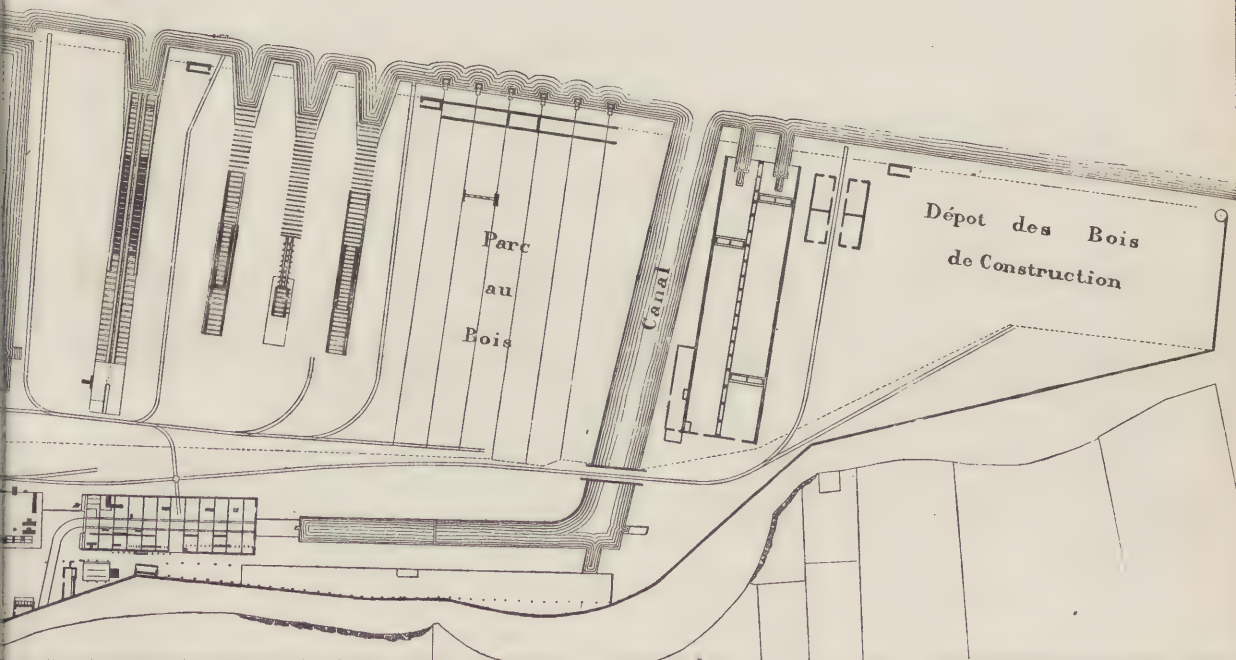 Parc
au
Bois
Canal
Dépot des Bois
de Construction